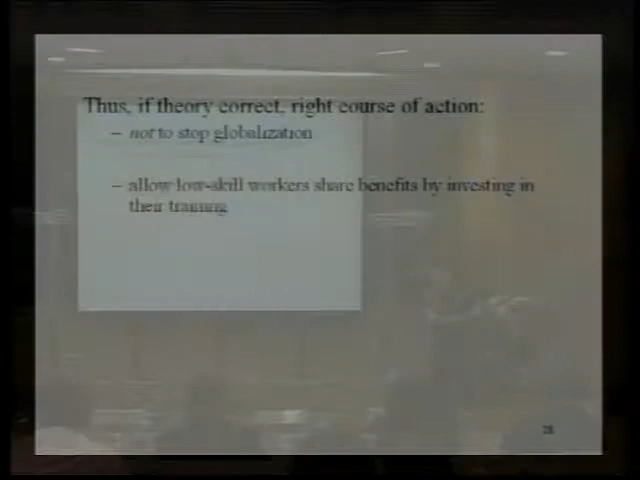 Thus, if theory correct, right course of action:
– not to stop globalization
– allow low-skill workers share benefits by investing in
their training
28